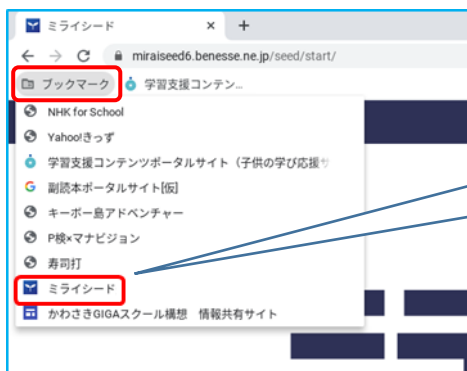 ミライシード
miraiseed6.benesse.ne.jp/seed/start/
ブックマーク 学習支援コンテン…
NHK for School
Yahoo!きっず
学習支援コンテンツポータルサイト（子供の学び応援サ
副読本ポータルサイト[仮]
キーボー島アドベンチャー
P検×マナビジョン
寿司打
ミライシード
かわさきGIGAスクール構想　情報共有サイト